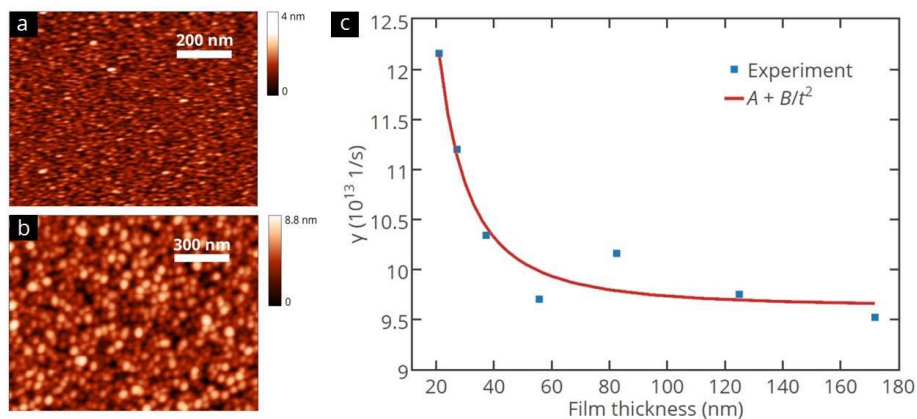 a
200 nm
4 nm
0
b
300 nm
8.8 nm
0
c
12.5
12
11.5
11
10.5
10
9.5
9
γ (10¹³ 1/s)
Experiment
A + B/t²
20 40 60 80 100 120 140 160 180
Film thickness (nm)